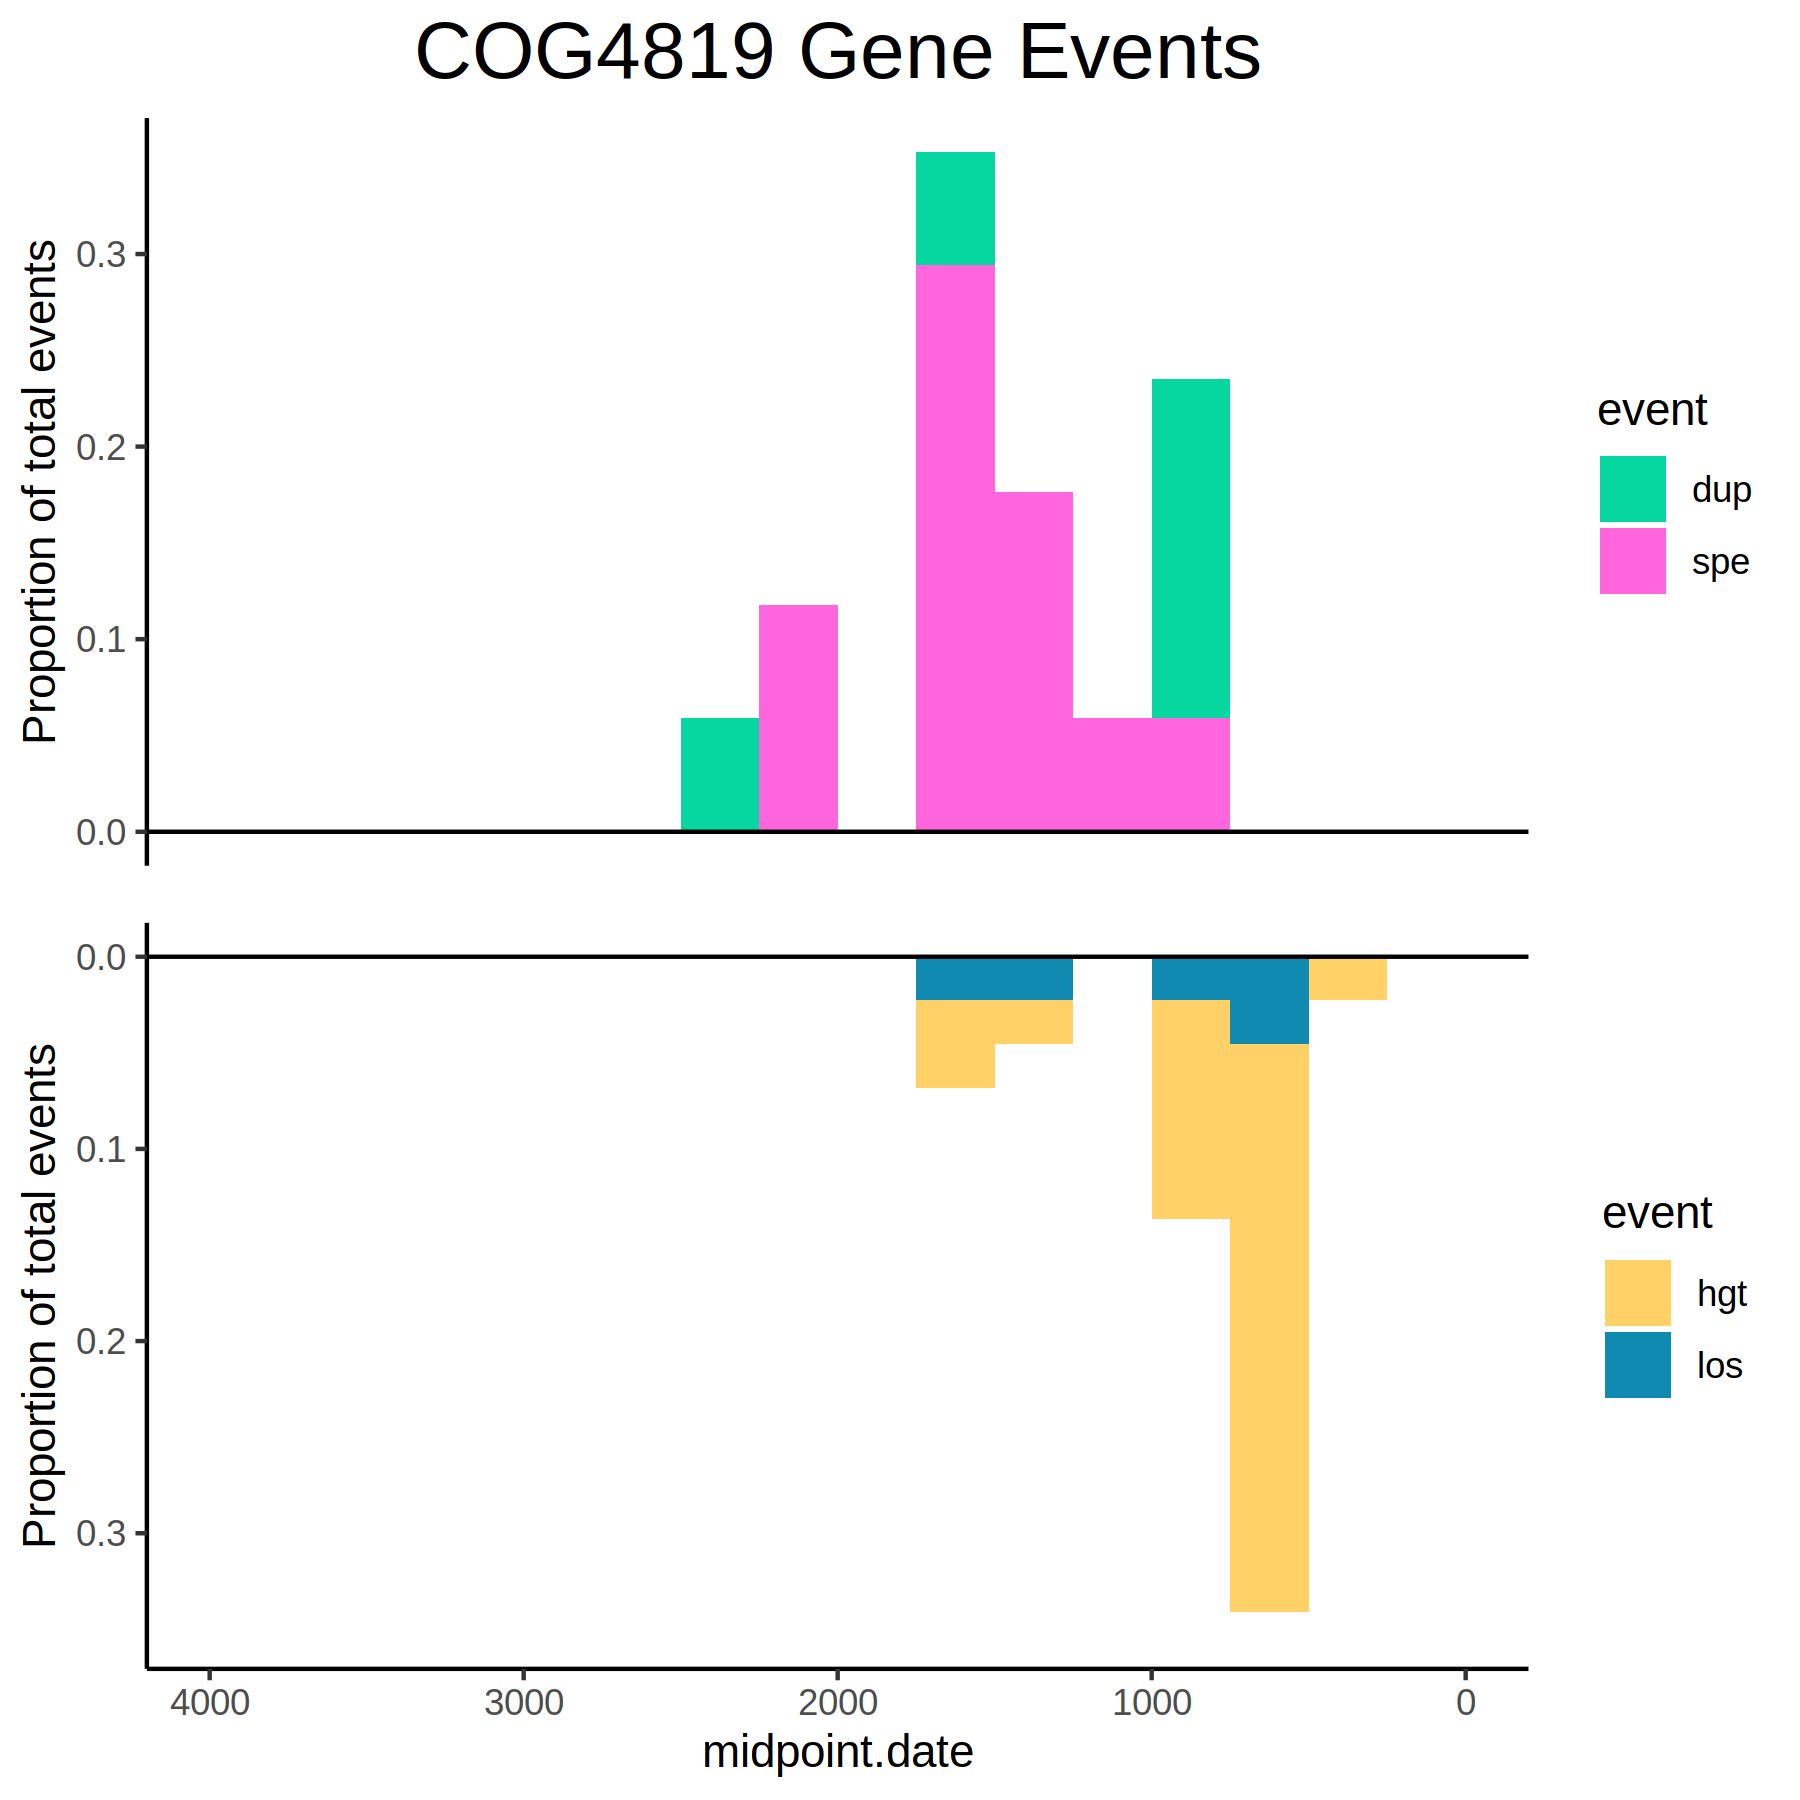 COG4819 Gene Events
Proportion of total events
0.3
0.2
0.1
0.0
event
dup
spe
Proportion of total events
0.0
0.1
0.2
0.3
event
hgt
los
4000 3000 2000 1000 0
midpoint.date